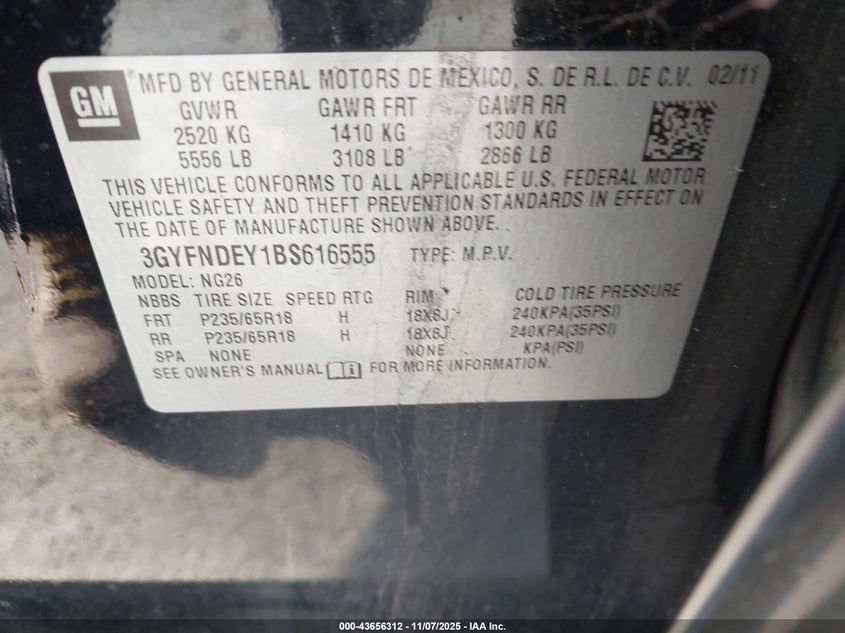 GM
MFD BY GENERAL MOTORS DE MEXICO, S. DE R.L. DE C.V. 02/11
GVWR GAWR FRT GAWR RR
2520 KG 1410 KG 1300 KG
5556 LB 3108 LB 2866 LB
THIS VEHICLE CONFORMS TO ALL APPLICABLE U.S. FEDERAL MOTOR
VEHICLE SAFETY AND THEFT PREVENTION STANDARDS IN EFFECT ON
THE DATE OF MANUFACTURE SHOWN ABOVE.
3GYFNDEY1BS616555 TYPE: M.P.V.
MODEL: NG26
NBBS TIRE SIZE SPEED RTG RIM COLD TIRE PRESSURE
FRT P235/65R18 H 18X8J 240KPA(35PSI)
RR P235/65R18 H 18X8J 240KPA(35PSI)
SPA NONE NONE KPA(PSI)
SEE OWNER'S MANUAL i FOR MORE INFORMATION.
000-43656312 - 11/07/2025 - IAA Inc.